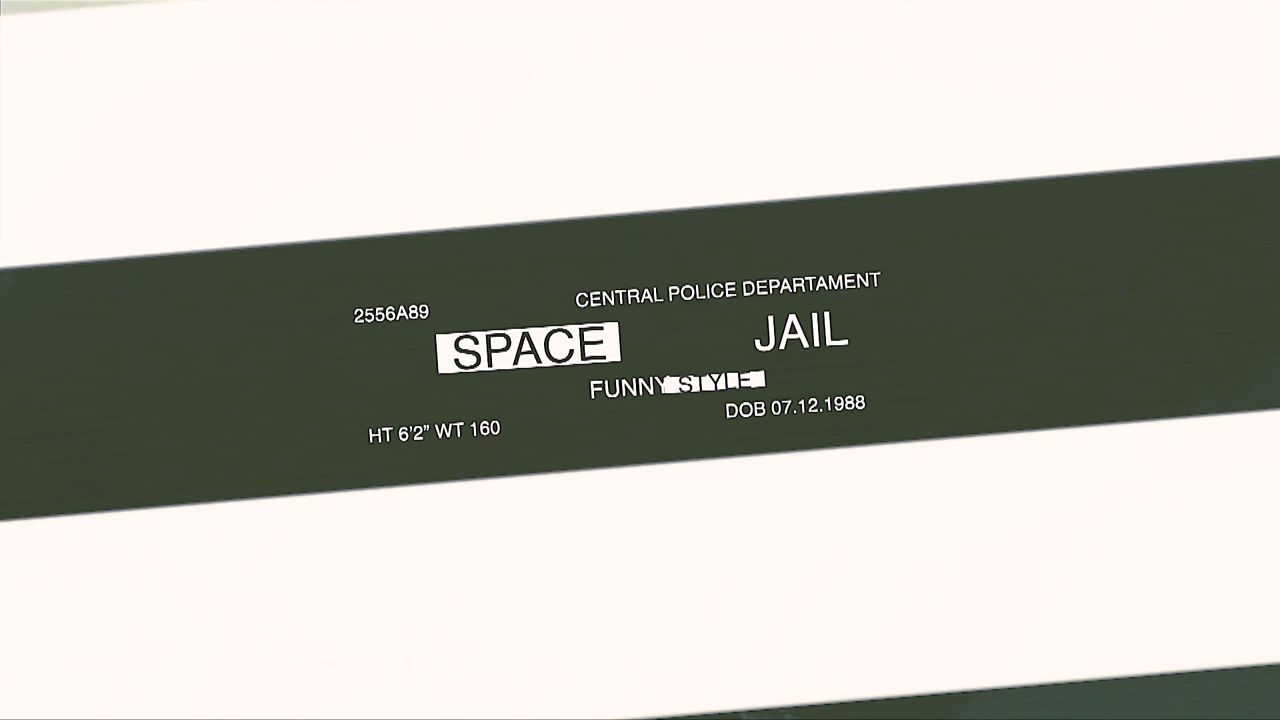 2556A89
CENTRAL POLICE DEPARTAMENT
SPACE JAIL
FUNNY STYLE
DOB 07.12.1988
HT 6'2” WT 160